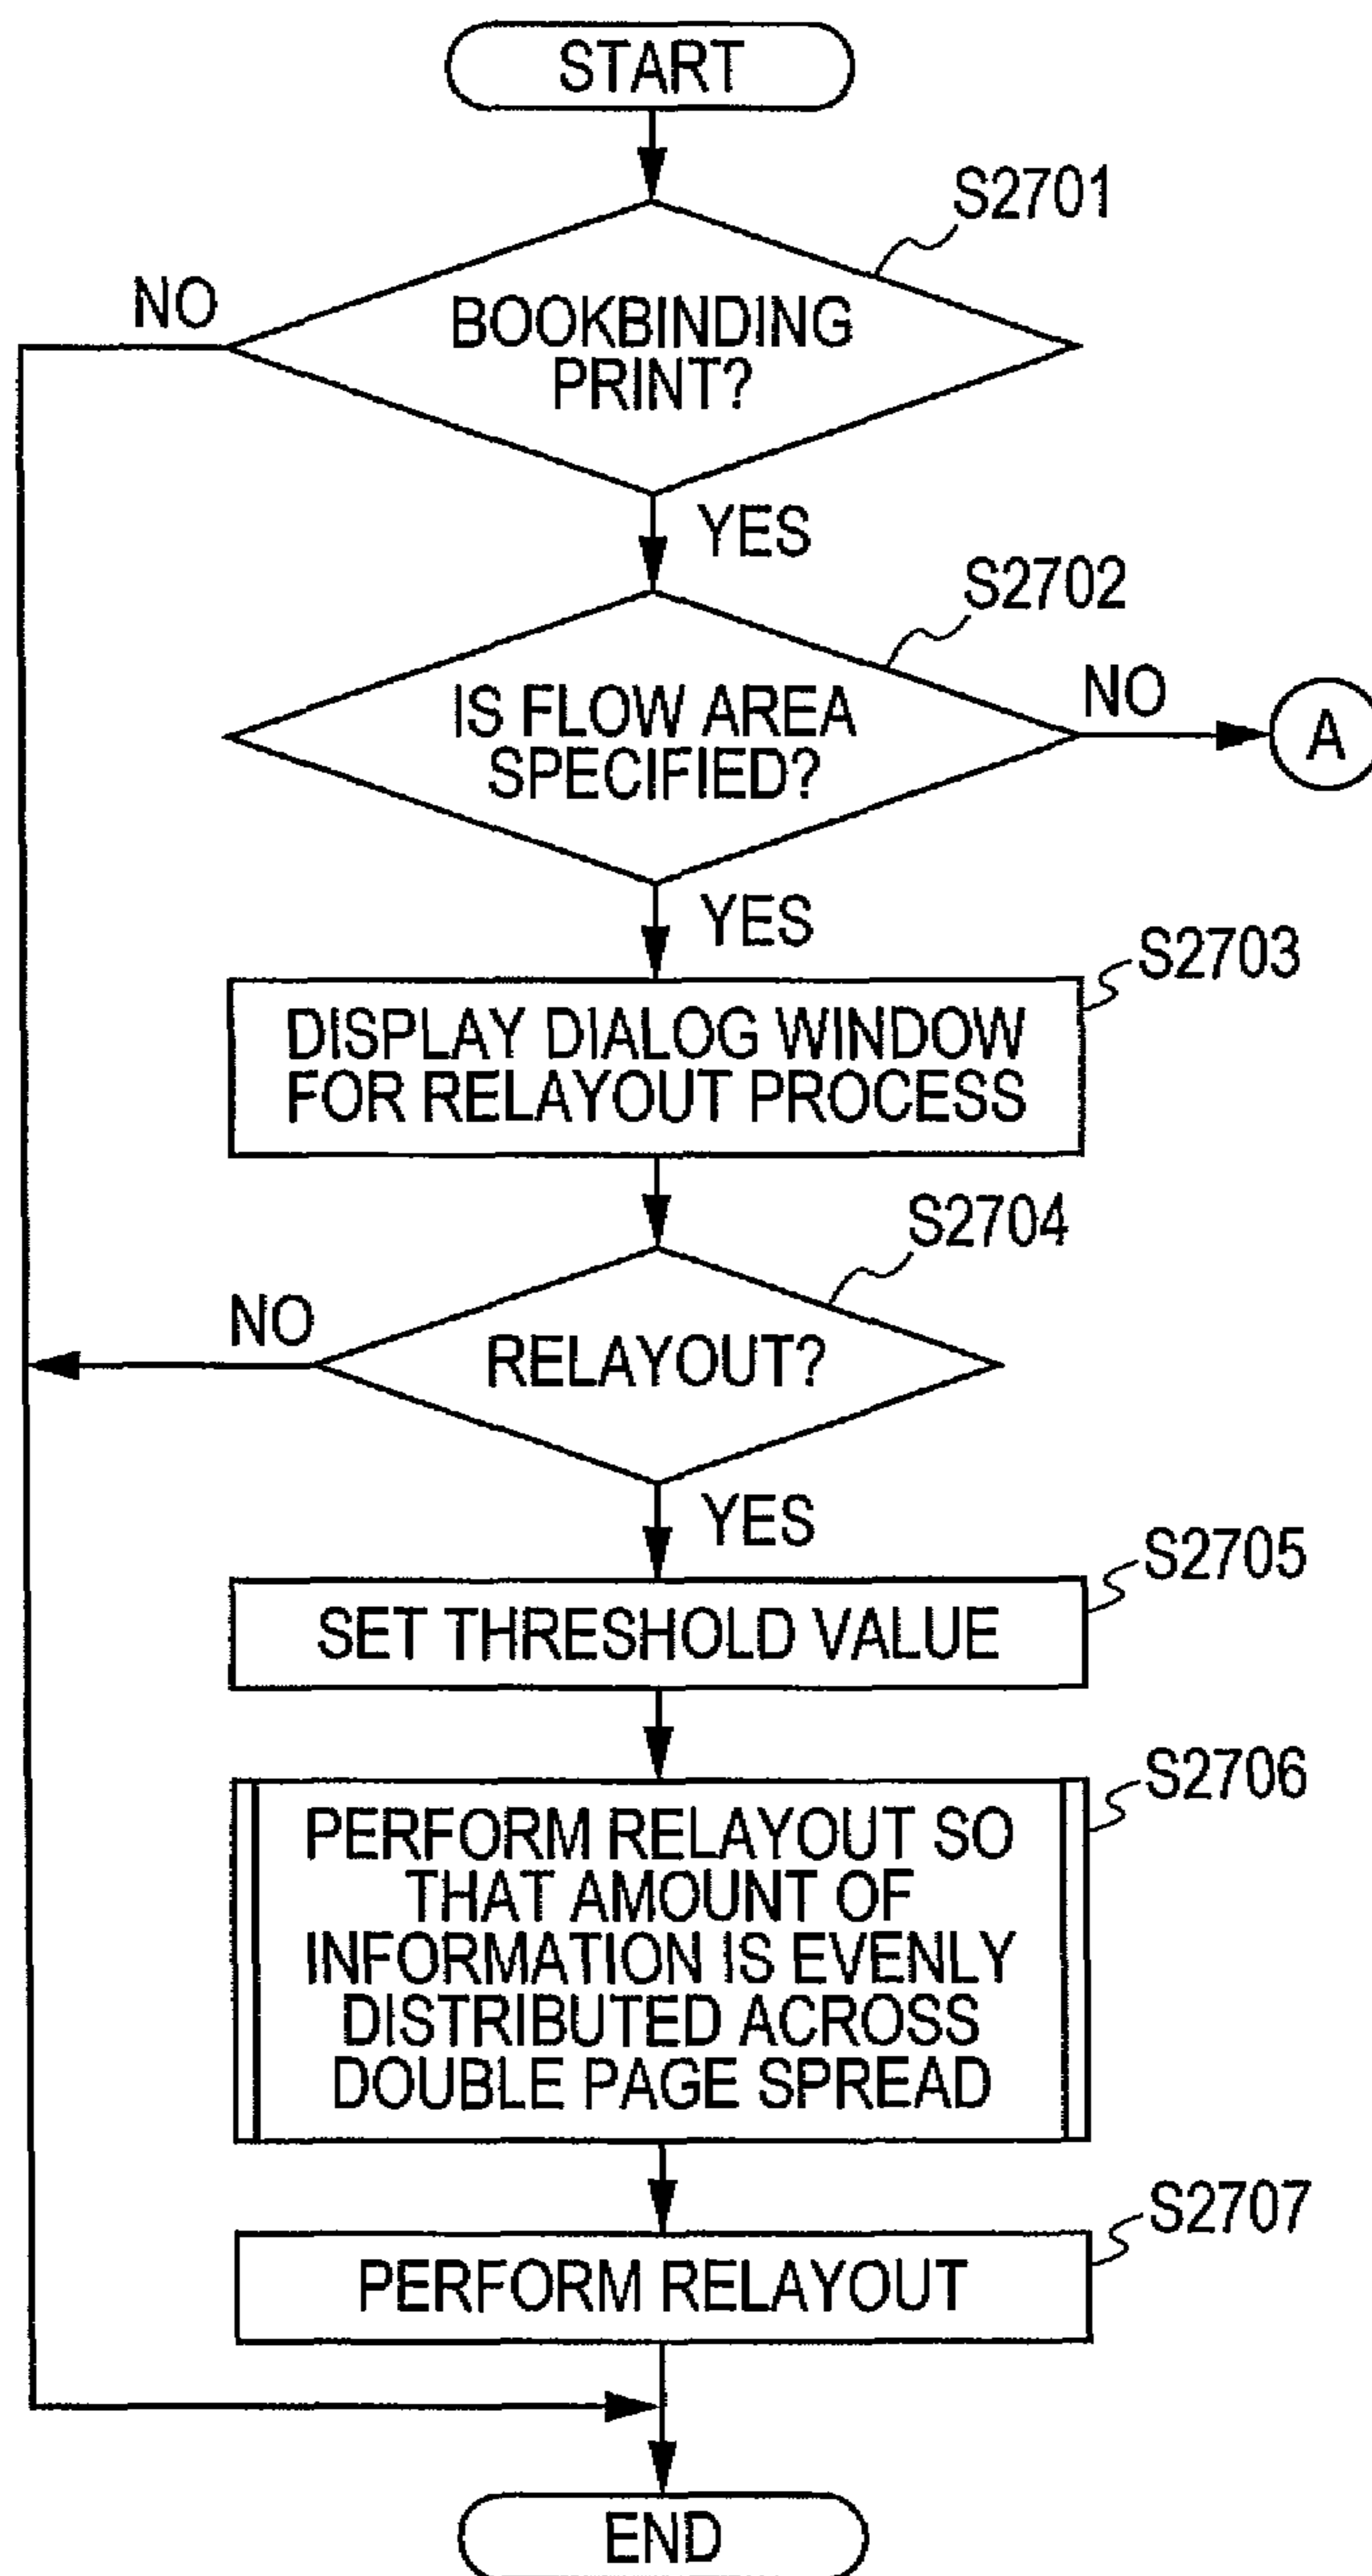 START
S2701
NO
BOOKBINDING
PRINT?
YES
S2702
IS FLOW AREA
SPECIFIED?
NO
A
YES
S2703
DISPLAY DIALOG WINDOW
FOR RELAYOUT PROCESS
S2704
NO
RELAYOUT?
YES
S2705
SET THRESHOLD VALUE
S2706
PERFORM RELAYOUT SO
THAT AMOUNT OF
INFORMATION IS EVENLY
DISTRIBUTED ACROSS
DOUBLE PAGE SPREAD
S2707
PERFORM RELAYOUT
END